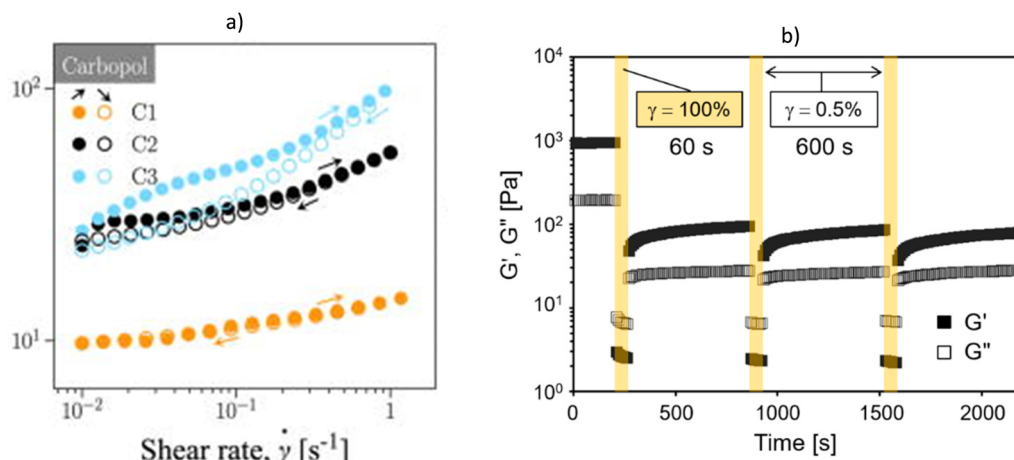 a)
Carbopol
C1
C2
C3
10²
10¹
10⁻²
10⁻¹
1
Shear rate, γ̇ [s⁻¹]
b)
γ = 100%
60 s
γ = 0.5%
600 s
G', G" [Pa]
10⁴
10³
10²
10¹
10⁰
G'
G"
0
500
1000
1500
2000
Time [s]